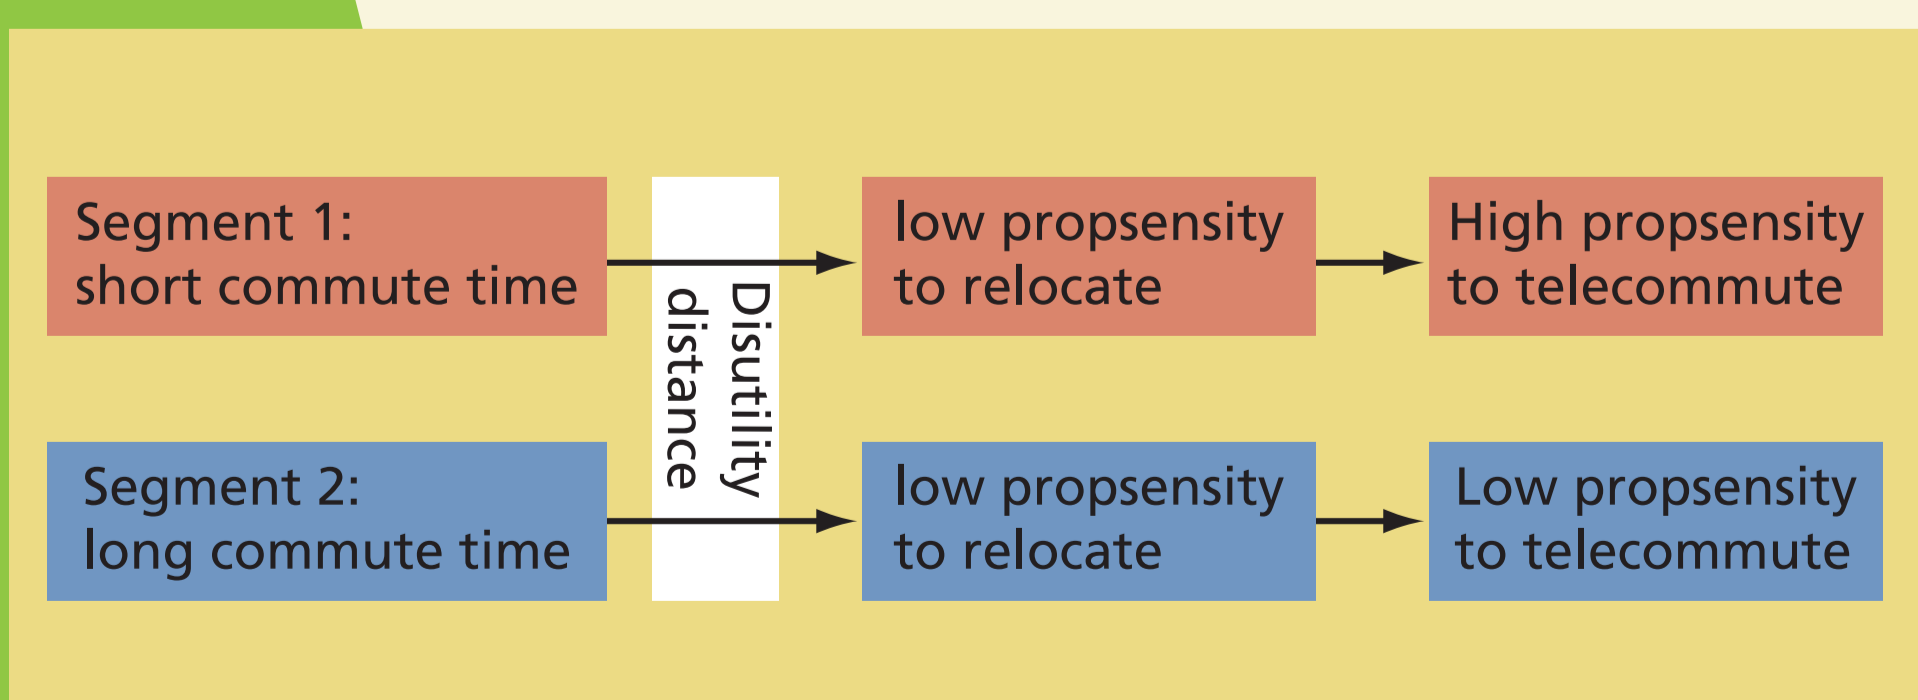 Segment 1:
short commute time
low propsensity
to relocate
High propsensity
to telecommute
Disutility
distance
Segment 2:
long commute time
low propsensity
to relocate
Low propsensity
to telecommute